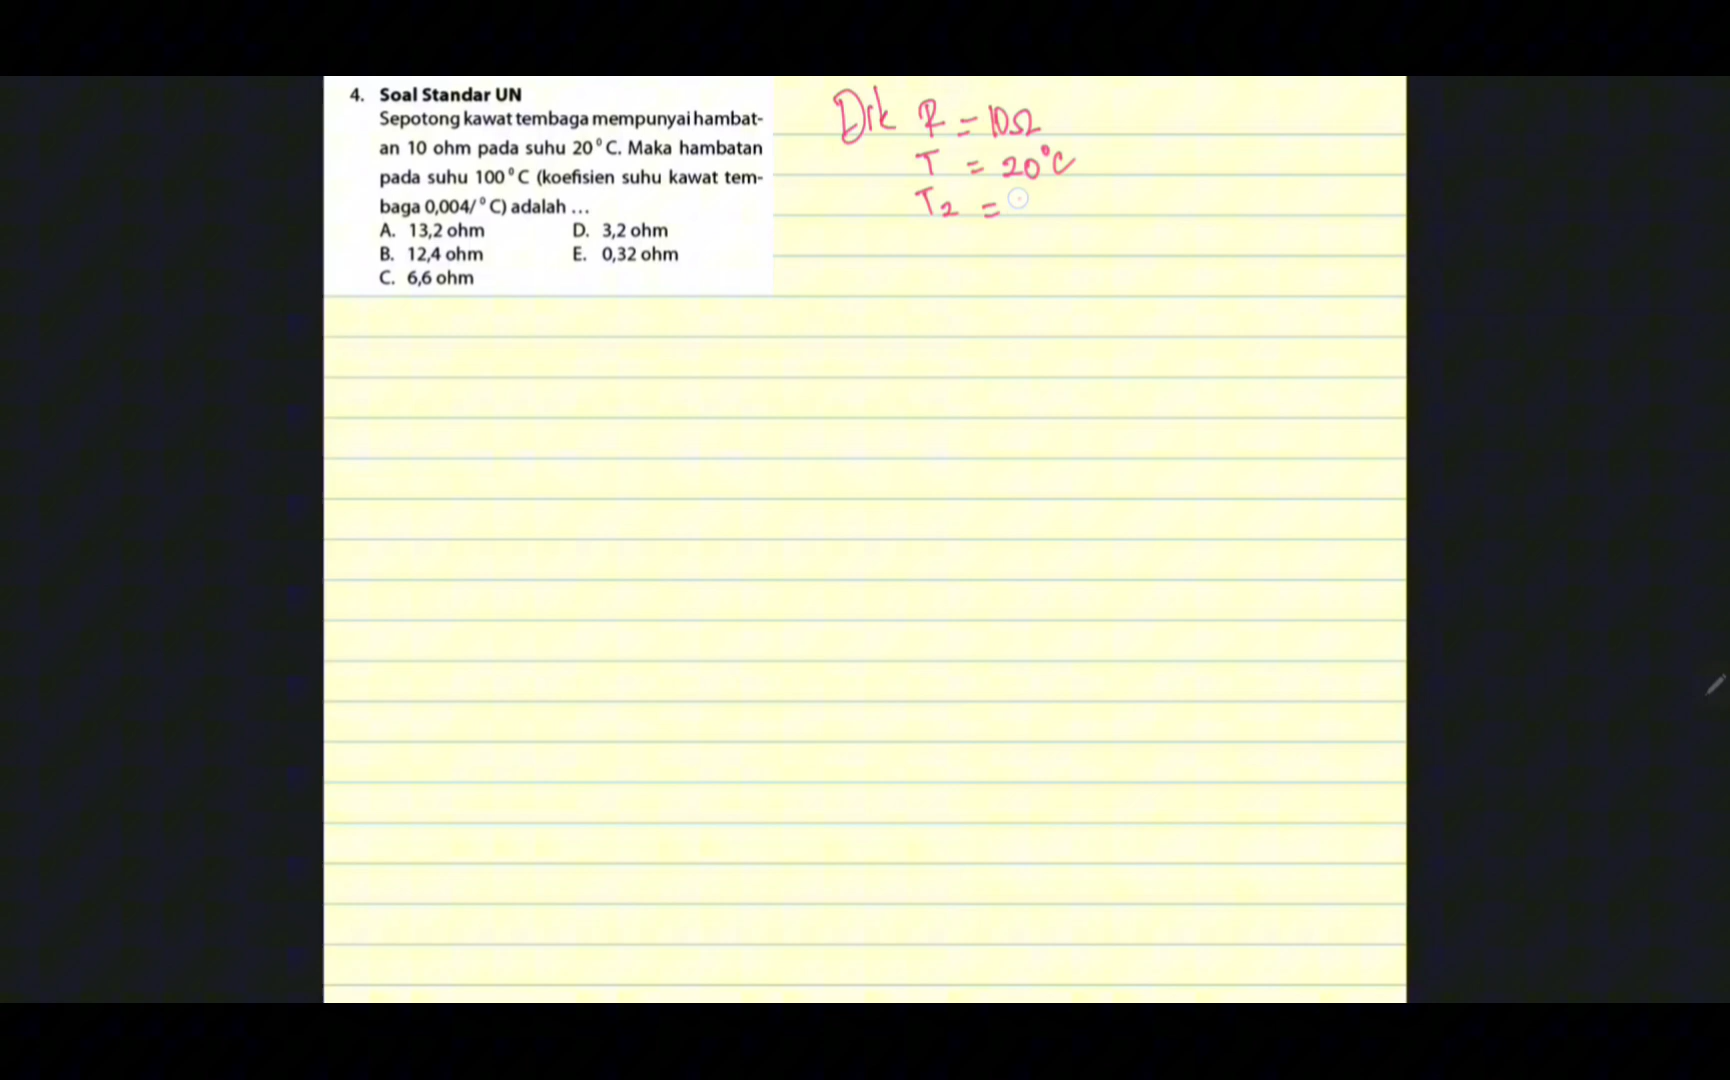 4. Soal Standar UN
Sepotong kawat tembaga mempunyai hambat-
an 10 ohm pada suhu 20°C. Maka hambatan
pada suhu 100°C (koefisien suhu kawat tem-
baga 0,004/°C) adalah ...
A. 13,2 ohm
B. 12,4 ohm
C. 6,6 ohm
D. 3,2 ohm
E. 0,32 ohm
Dik R = 10Ω
T = 20°C
T₂ =